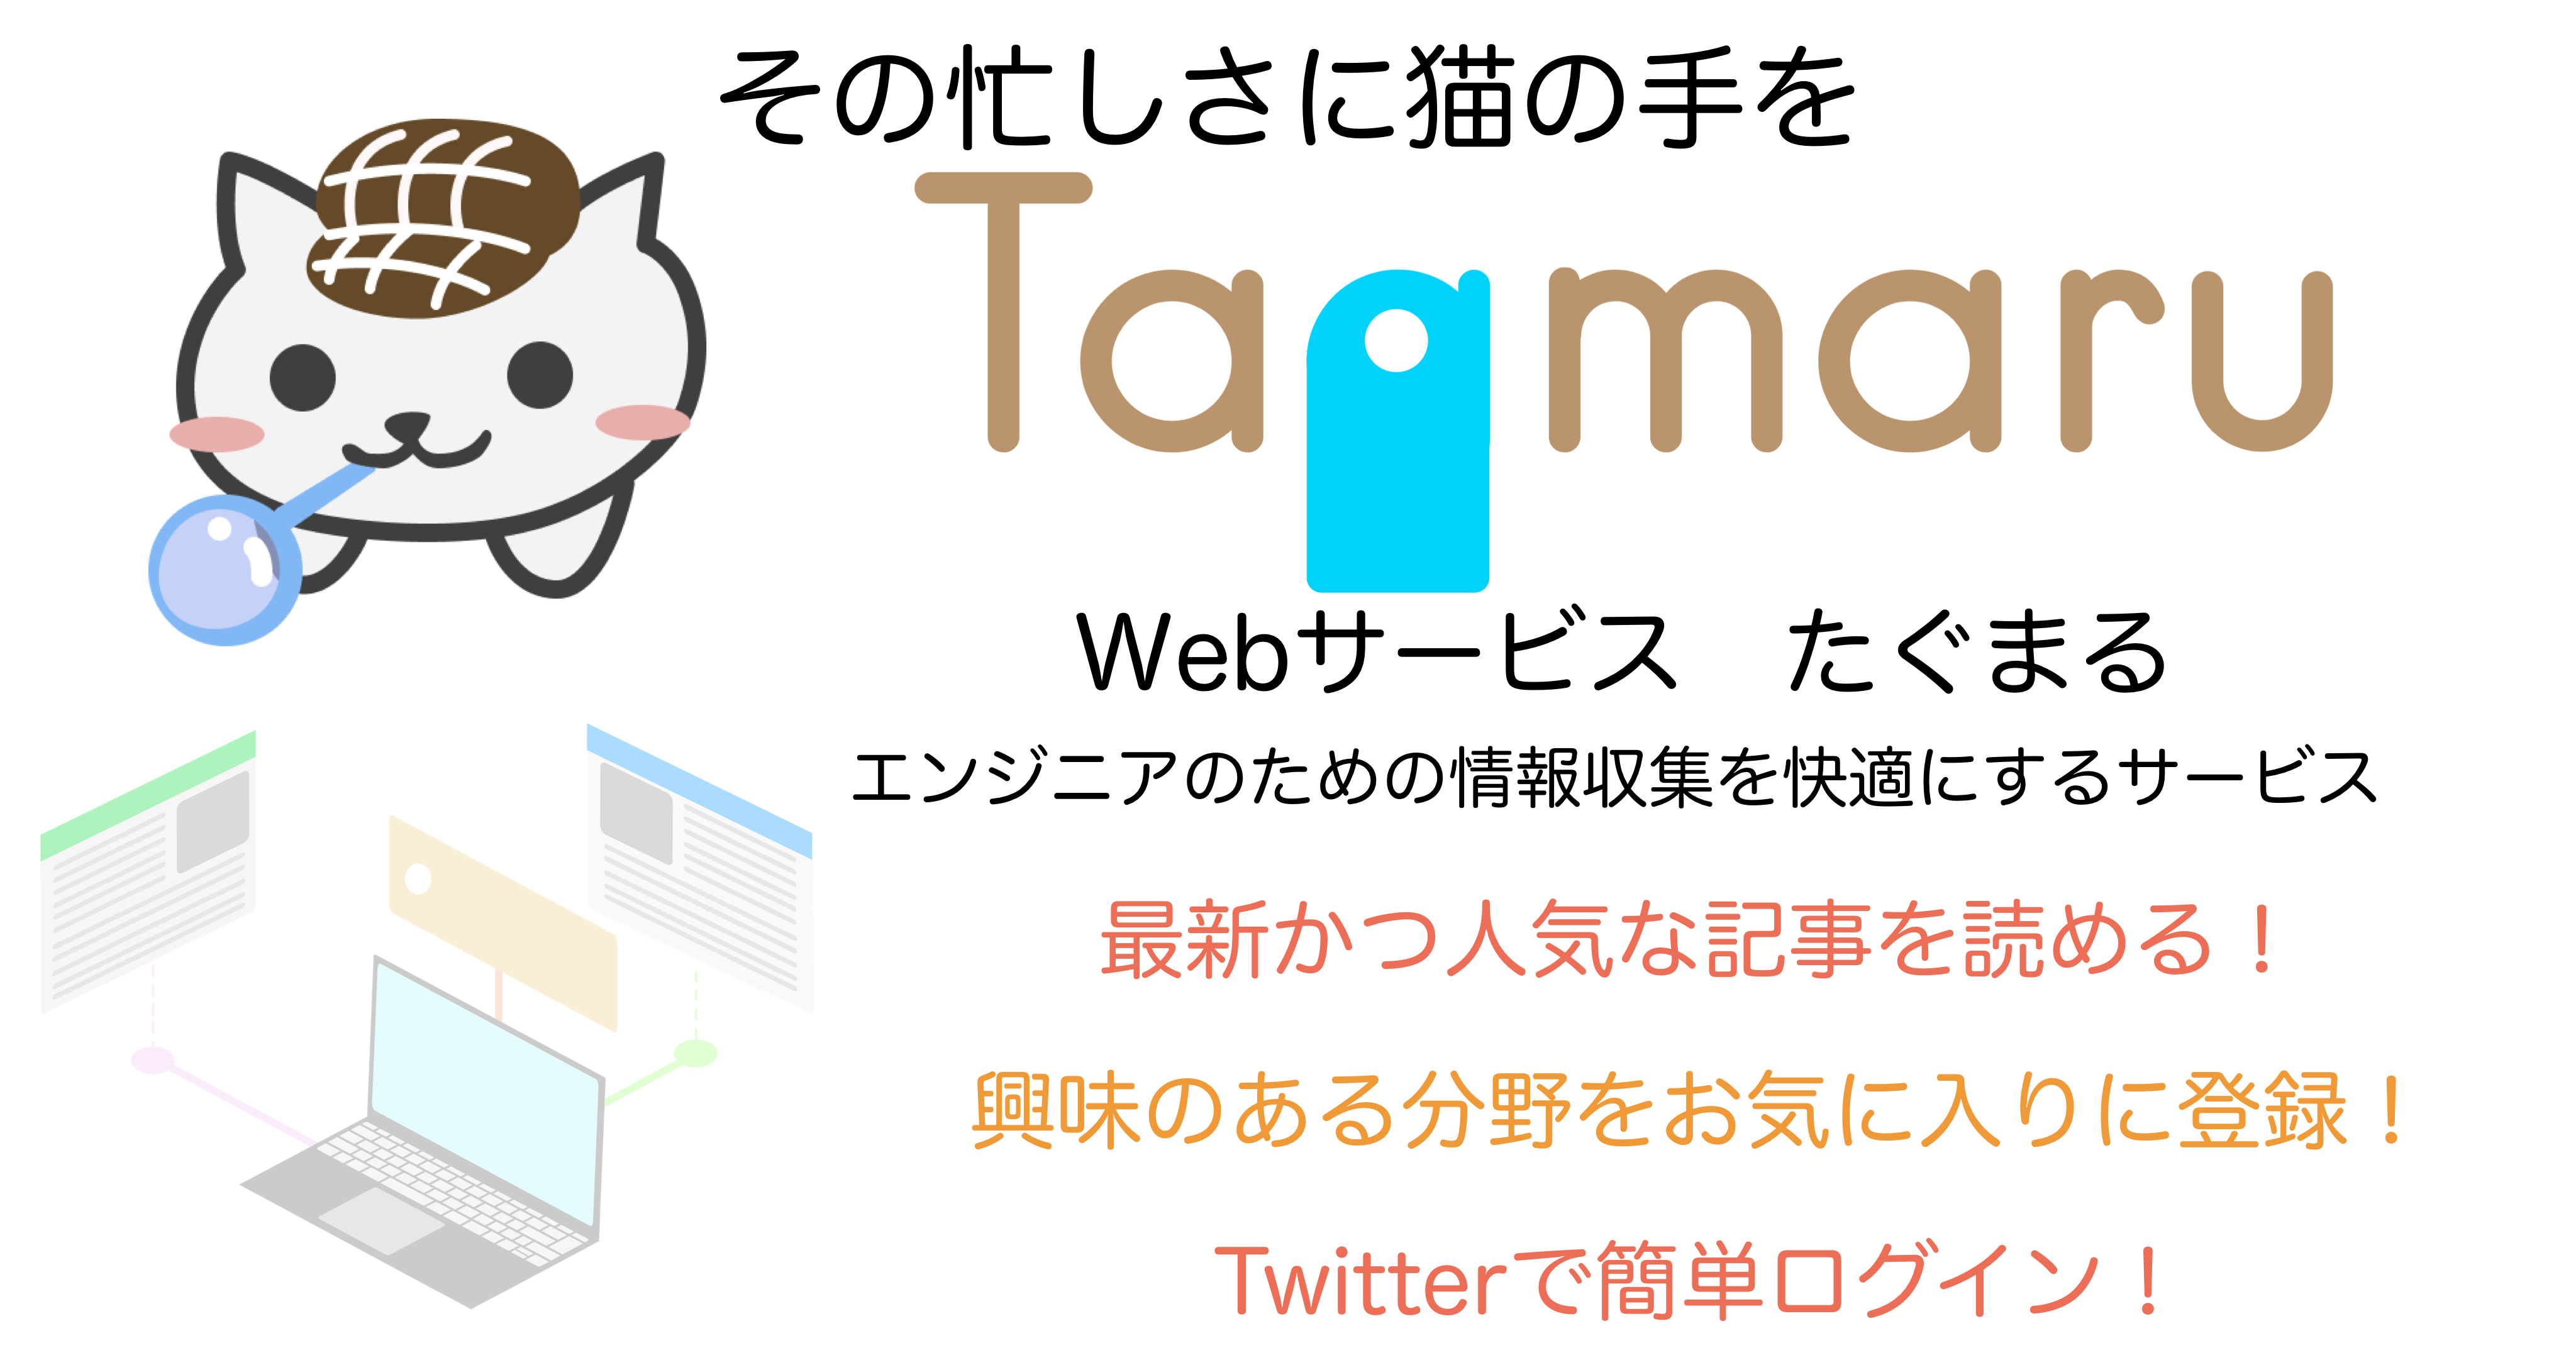 その忙しさに猫の手を
Tagmaru
Webサービス　たぐまる
エンジニアのための情報収集を快適にするサービス
最新かつ人気な記事を読める！
興味のある分野をお気に入りに登録！
Twitterで簡単ログイン！